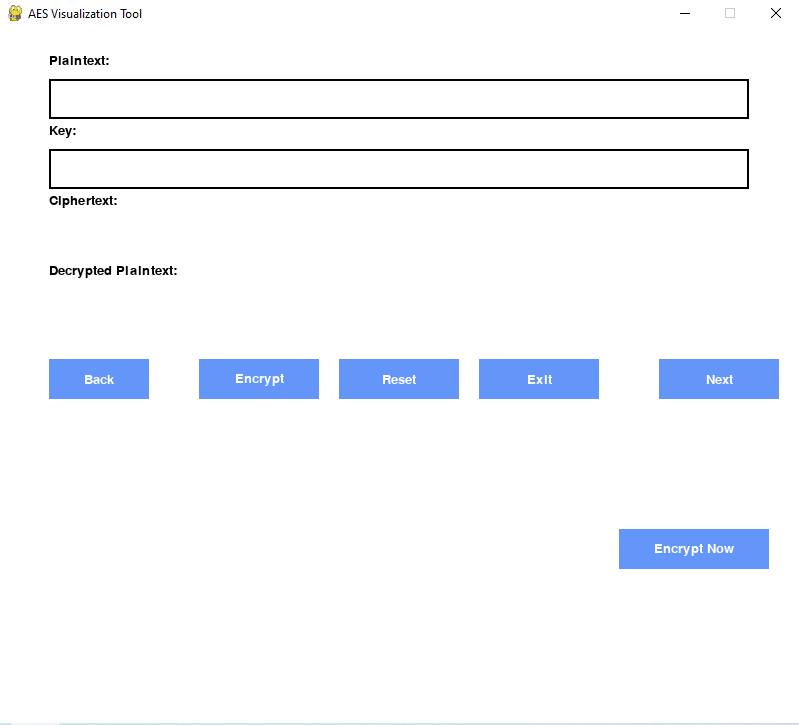 AES Visualization Tool
Plaintext:
Key:
Ciphertext:
Decrypted Plaintext:
Back Encrypt Reset Exit Next
Encrypt Now